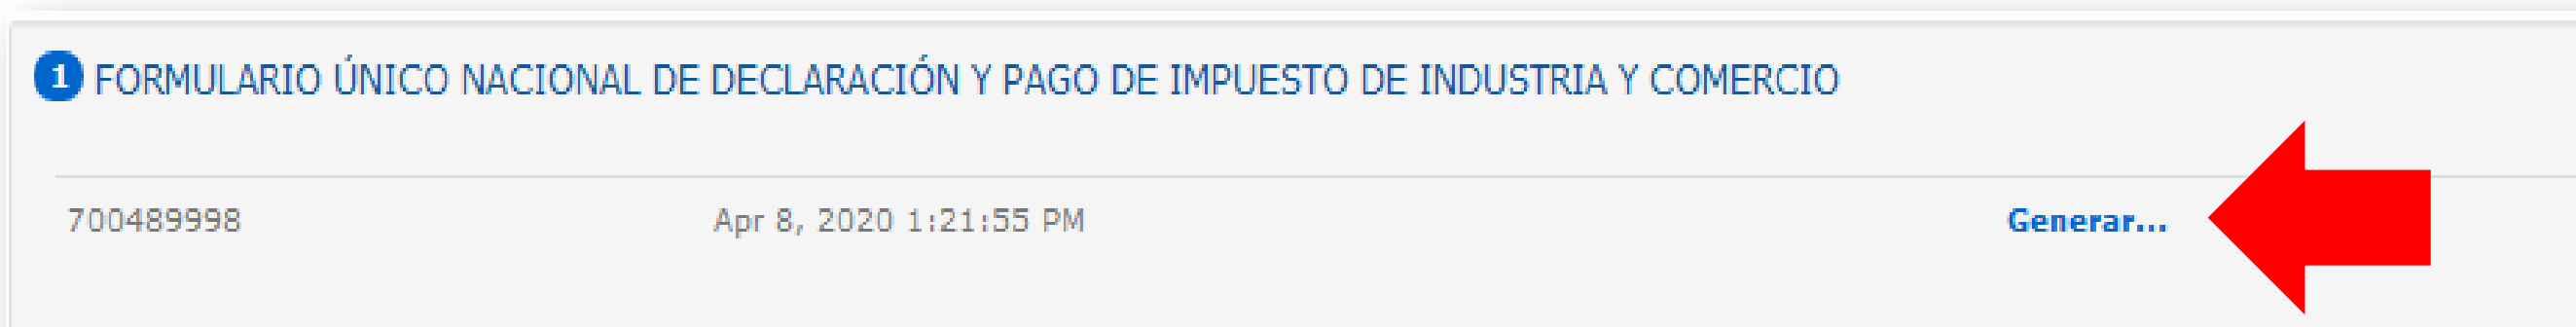 1 FORMULARIO ÚNICO NACIONAL DE DECLARACIÓN Y PAGO DE IMPUESTO DE INDUSTRIA Y COMERCIO
700489998 Apr 8, 2020 1:21:55 PM Generar...